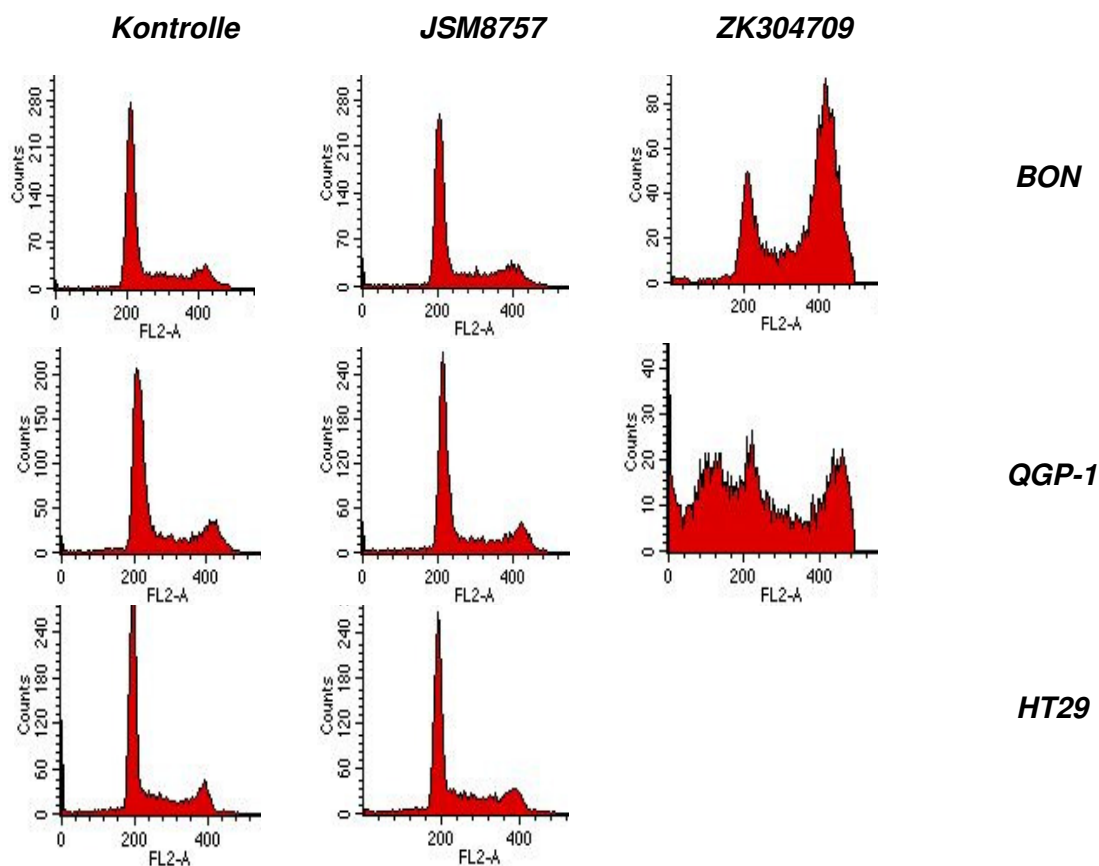 Kontrolle JSM8757 ZK304709
Counts
0 70 140 210 280
0 200 400
FL2-A
Counts
0 70 140 210 280
0 200 400
FL2-A
Counts
0 20 40 60 80
0 200 400
FL2-A
BON
Counts
0 50 100 150 200
0 200 400
FL2-A
Counts
0 60 120 180 240
0 200 400
FL2-A
Counts
0 10 20 30 40
0 200 400
FL2-A
QGP-1
Counts
0 60 120 180 240
0 200 400
FL2-A
Counts
0 60 120 180 240
200 400
FL2-A
HT29